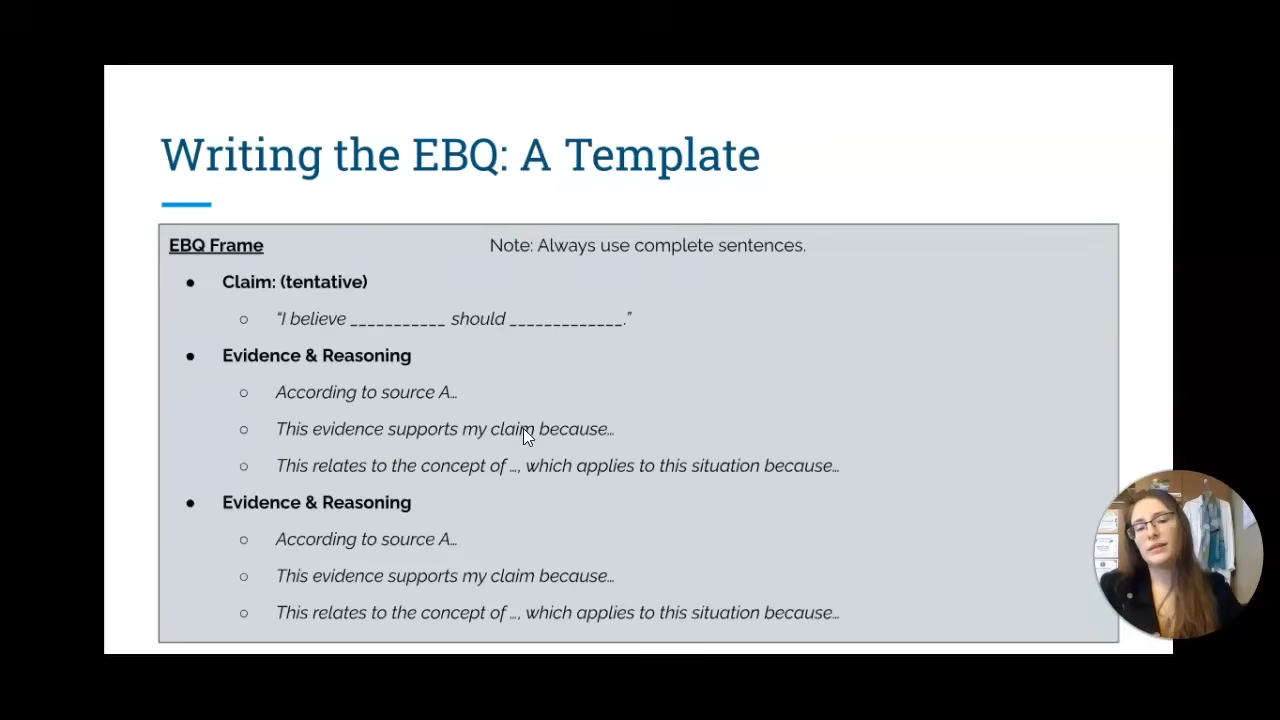 Writing the EBQ: A Template
EBQ Frame Note: Always use complete sentences.
● Claim: (tentative)
○ “I believe ___________ should _____________.”
● Evidence & Reasoning
○ According to source A…
○ This evidence supports my claim because…
○ This relates to the concept of …, which applies to this situation because…
● Evidence & Reasoning
○ According to source A…
○ This evidence supports my claim because…
○ This relates to the concept of …, which applies to this situation because…